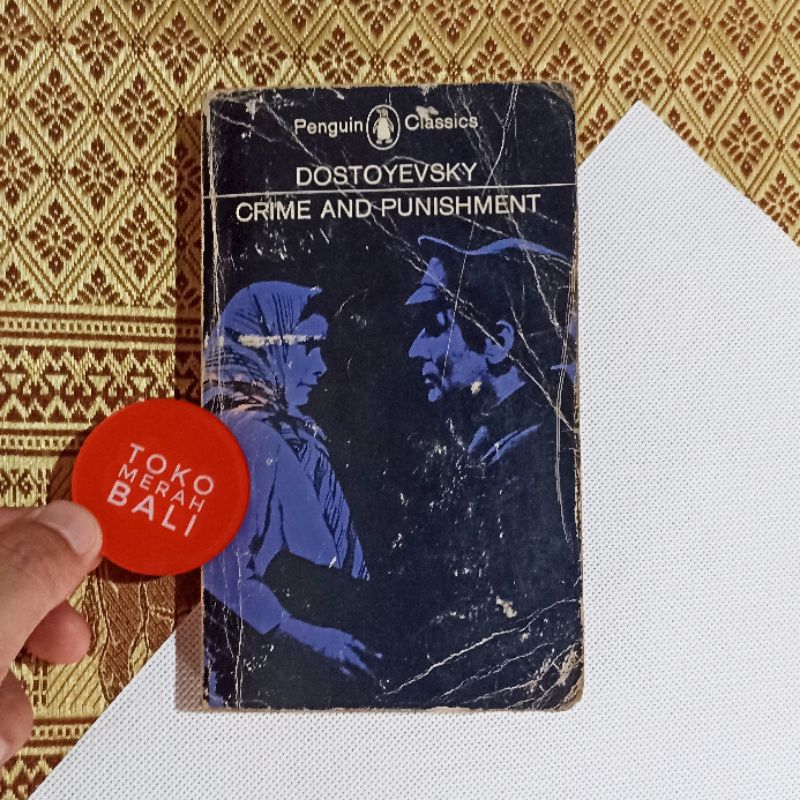 Penguin Classics
DOSTOYEVSKY
CRIME AND PUNISHMENT
TOKO
MERAH
BALI